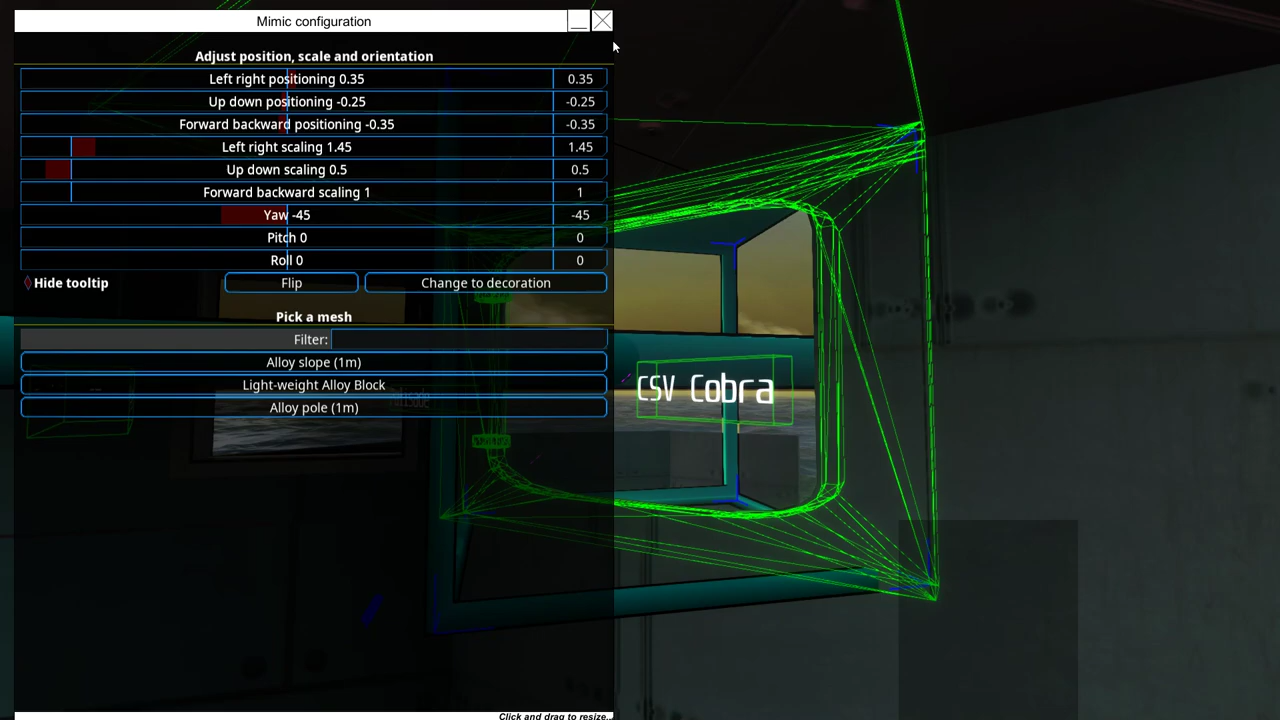 Mimic configuration
Adjust position, scale and orientation
Left right positioning 0.35 0.35
Up down positioning -0.25 -0.25
Forward backward positioning -0.35 -0.35
Left right scaling 1.45 1.45
Up down scaling 0.5 0.5
Forward backward scaling 1 1
Yaw -45 -45
Pitch 0 0
Roll 0 0
Hide tooltip Flip Change to decoration
Pick a mesh
Filter:
Alloy slope (1m)
Light-weight Alloy Block
Alloy pole (1m)
CSV Cobra
Click and drag to resize..